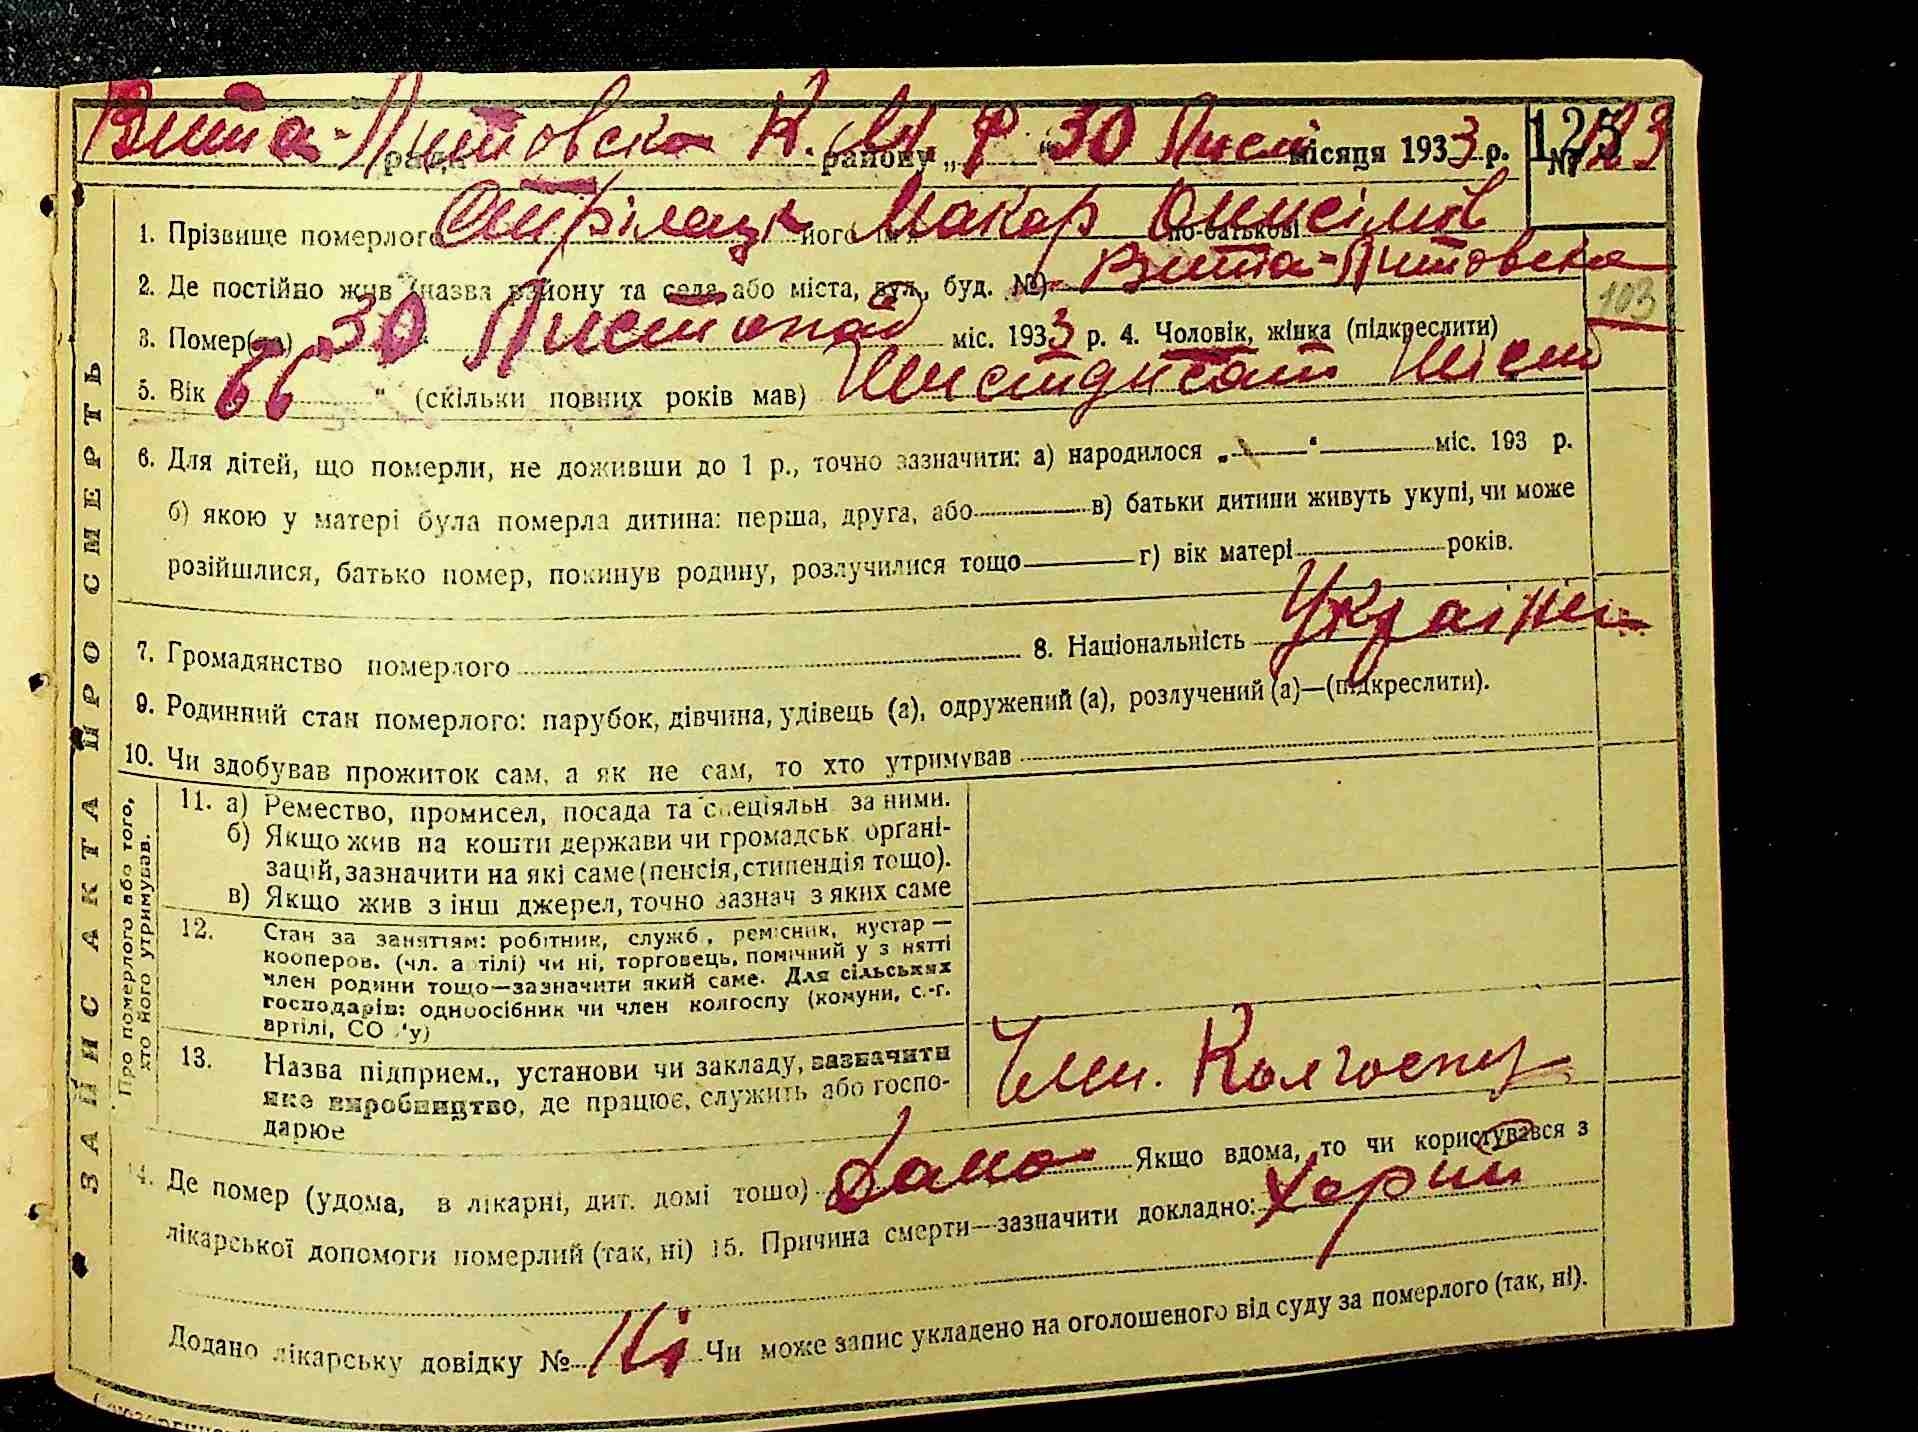 Вита-Литовска К. М. Р 30 Лист
рада району „ “ місяця 1933 р. № 123
125
1. Прізвище померлого Стрілець його ім'я Макар по-батькові Онисімів
2. Де постійно жив (назва району та села або міста, вул., буд. №) Вита-Литовска
103
3. Помер(ла) 30 Листопад міс. 1933 р. 4. Чоловік, жінка (підкреслити)
5. Вік 66 " (скільки повних років мав) Шистдисат шіст
6. Для дітей, що померли, не доживши до 1 р., точно зазначити: а) народилося „ “ міс. 193 р.
б) якою у матері була померла дитина: перша, друга, або в) батьки дитини живуть укупі, чи може
розійшлися, батько помер, покинув родину, розлучилися тощо г) вік матері років.
7. Громадянство померлого 8. Національність Україне
9. Родинний стан померлого: парубок, дівчина, удівець (а), одружений (а), розлучений (а)—(підкреслити).
10. Чи здобував прожиток сам, а як не сам, то хто утримував
ЗАПИС АКТА ПРО СМЕРТЬ
Про померлого або того,
хто його утримував.
11. а) Ремество, промисел, посада та спеціяльн за ними.
б) Якщо жив на кошти держави чи громадськ. органі-
зацій, зазначити на які саме (пенсія, стипендія тощо).
в) Якщо жив з інш джерел, точно зазнач з яких саме
12. Стан за заняттям: робітник, служб., ремісник, кустар —
кооперов. (чл. артілі) чи ні, торговець, помічний у з нятті
член родини тощо—зазначити який саме. Для сільських
господарів: одноосібник чи член колгоспу (комуни, с.-г.
артілі, СО 'у)
13. Назва підприєм., установи чи закладу, зазначити
яке виробництво, де працює, служить або госпо-
дарює
Член. Колгоспу
14. Де помер (удома, в лікарні, дит. домі тощо) Дома Якщо вдома, то чи користувався з
лікарської допомоги померлий (так, ні) 15. Причина смерти—зазначити докладно:
Додано лікарську довідку № Ні Чи може запис укладено на оголошеного від суду за померлого (так, ні).